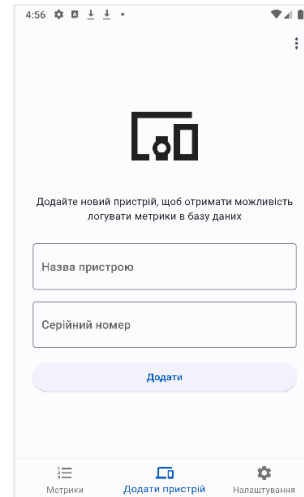 4:56
Додайте новий пристрій, щоб отримати можливість
логувати метрики в базу даних
Назва пристрою
Серійний номер
Додати
Метрики Додати пристрій Налаштування